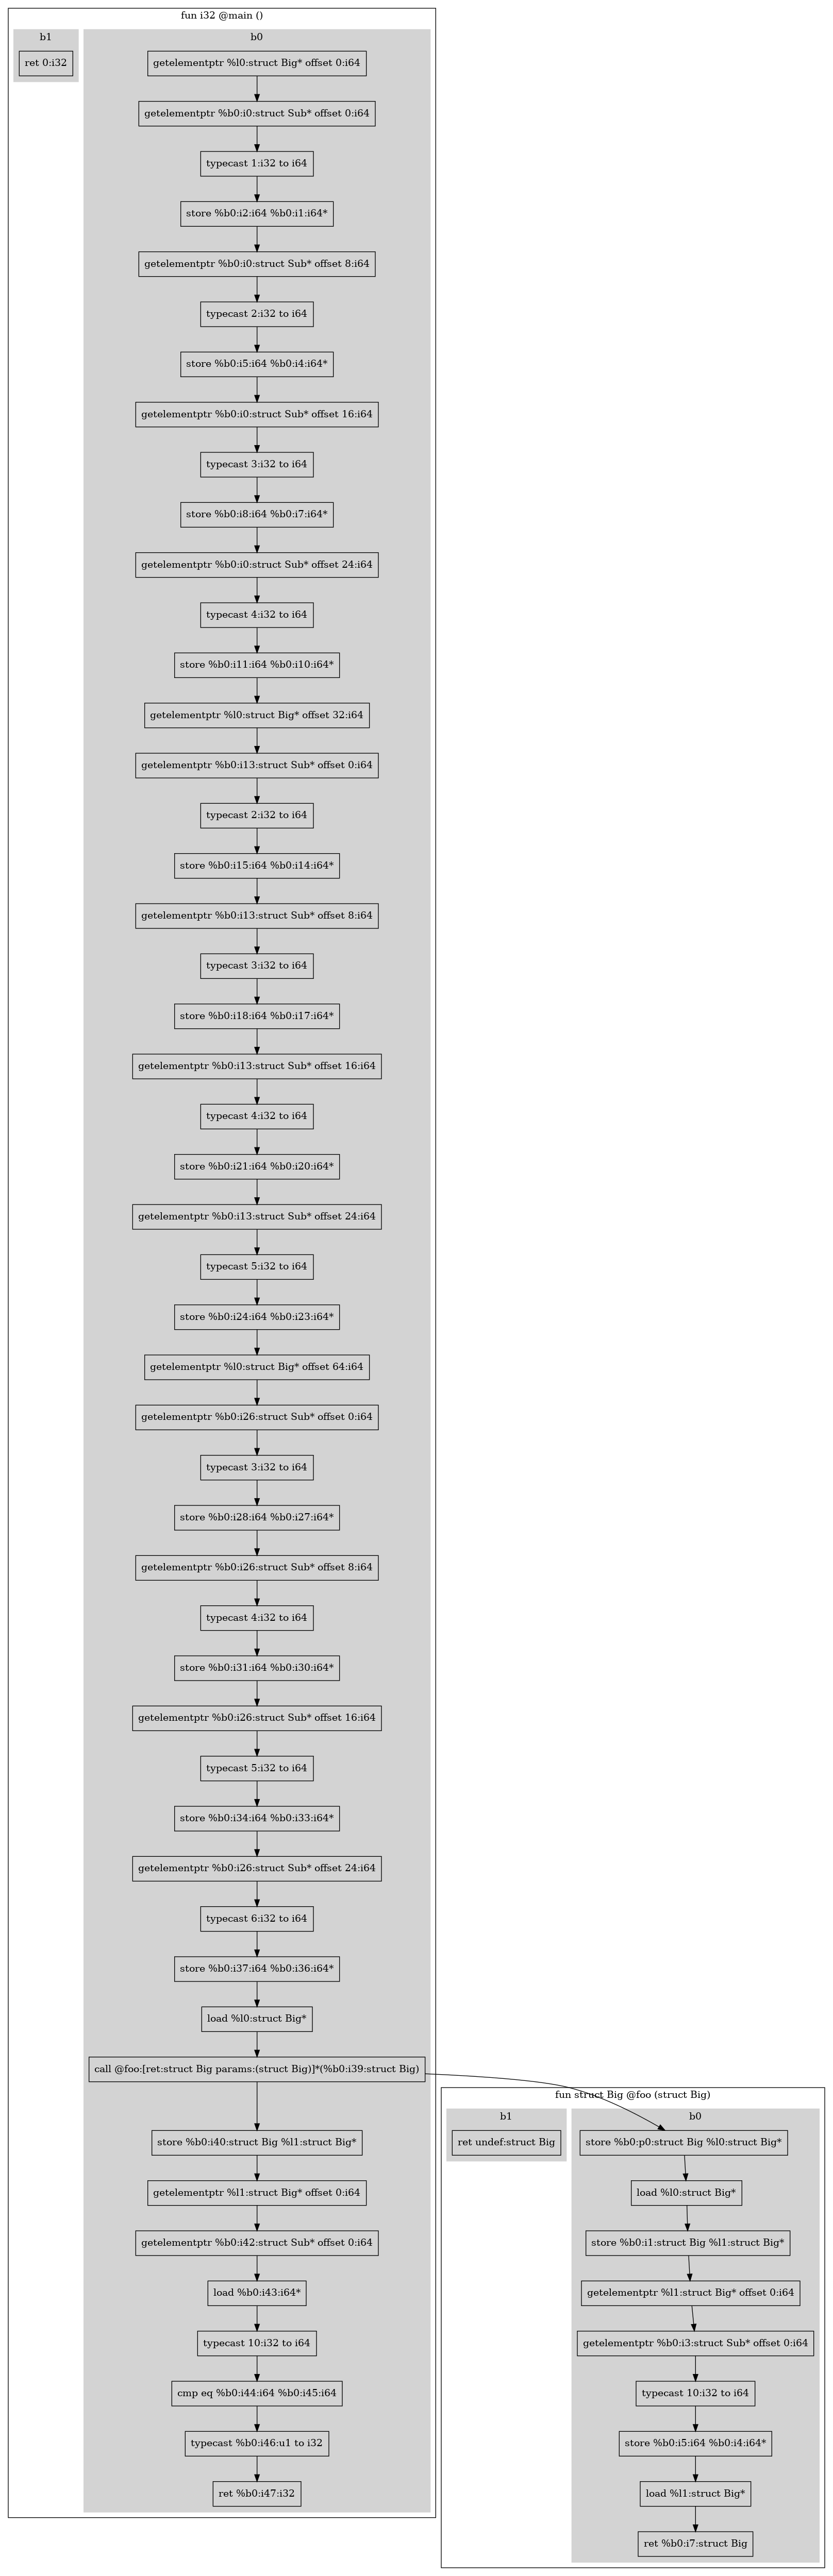 fun i32 @main ()
b1
ret 0:i32
b0
getelementptr %l0:struct Big* offset 0:i64
getelementptr %b0:i0:struct Sub* offset 0:i64
typecast 1:i32 to i64
store %b0:i2:i64 %b0:i1:i64*
getelementptr %b0:i0:struct Sub* offset 8:i64
typecast 2:i32 to i64
store %b0:i5:i64 %b0:i4:i64*
getelementptr %b0:i0:struct Sub* offset 16:i64
typecast 3:i32 to i64
store %b0:i8:i64 %b0:i7:i64*
getelementptr %b0:i0:struct Sub* offset 24:i64
typecast 4:i32 to i64
store %b0:i11:i64 %b0:i10:i64*
getelementptr %l0:struct Big* offset 32:i64
getelementptr %b0:i13:struct Sub* offset 0:i64
typecast 2:i32 to i64
store %b0:i15:i64 %b0:i14:i64*
getelementptr %b0:i13:struct Sub* offset 8:i64
typecast 3:i32 to i64
store %b0:i18:i64 %b0:i17:i64*
getelementptr %b0:i13:struct Sub* offset 16:i64
typecast 4:i32 to i64
store %b0:i21:i64 %b0:i20:i64*
getelementptr %b0:i13:struct Sub* offset 24:i64
typecast 5:i32 to i64
store %b0:i24:i64 %b0:i23:i64*
getelementptr %l0:struct Big* offset 64:i64
getelementptr %b0:i26:struct Sub* offset 0:i64
typecast 3:i32 to i64
store %b0:i28:i64 %b0:i27:i64*
getelementptr %b0:i26:struct Sub* offset 8:i64
typecast 4:i32 to i64
store %b0:i31:i64 %b0:i30:i64*
getelementptr %b0:i26:struct Sub* offset 16:i64
typecast 5:i32 to i64
store %b0:i34:i64 %b0:i33:i64*
getelementptr %b0:i26:struct Sub* offset 24:i64
typecast 6:i32 to i64
store %b0:i37:i64 %b0:i36:i64*
load %l0:struct Big*
call @foo:[ret:struct Big params:(struct Big)]*(%b0:i39:struct Big)
store %b0:i40:struct Big %l1:struct Big*
getelementptr %l1:struct Big* offset 0:i64
getelementptr %b0:i42:struct Sub* offset 0:i64
load %b0:i43:i64*
typecast 10:i32 to i64
cmp eq %b0:i44:i64 %b0:i45:i64
typecast %b0:i46:u1 to i32
ret %b0:i47:i32
fun struct Big @foo (struct Big)
b1
ret undef:struct Big
b0
store %b0:p0:struct Big %l0:struct Big*
load %l0:struct Big*
store %b0:i1:struct Big %l1:struct Big*
getelementptr %l1:struct Big* offset 0:i64
getelementptr %b0:i3:struct Sub* offset 0:i64
typecast 10:i32 to i64
store %b0:i5:i64 %b0:i4:i64*
load %l1:struct Big*
ret %b0:i7:struct Big